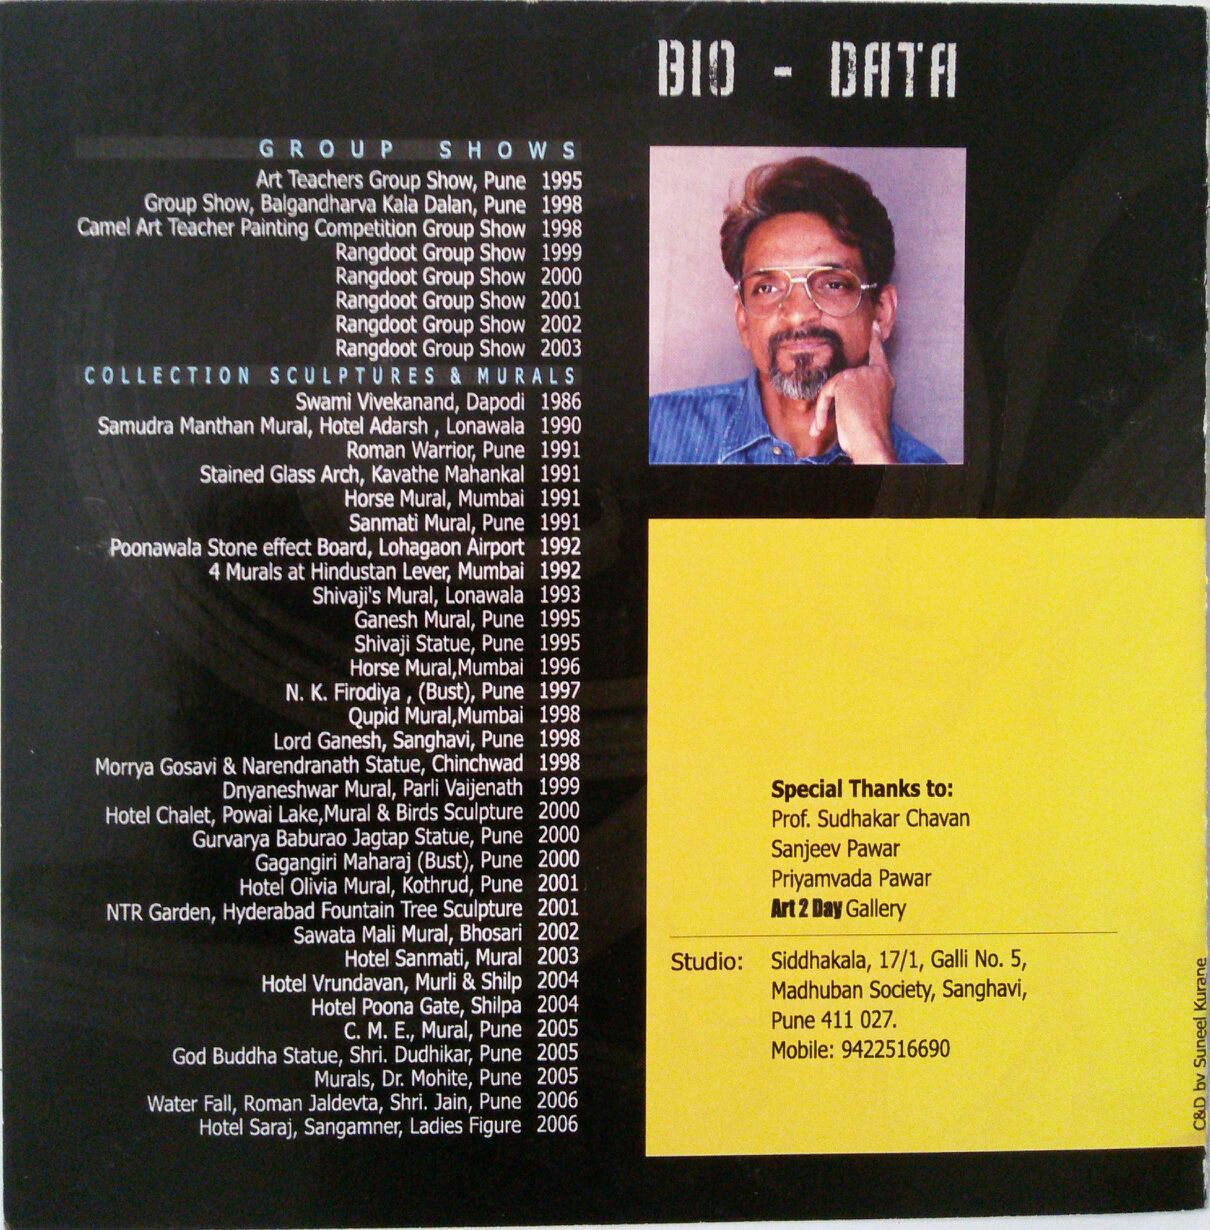 BIO - DATA
GROUP SHOWS
Art Teachers Group Show, Pune 1995
Group Show, Balgandharva Kala Dalan, Pune 1998
Camel Art Teacher Painting Competition Group Show 1998
Rangdoot Group Show 1999
Rangdoot Group Show 2000
Rangdoot Group Show 2001
Rangdoot Group Show 2002
Rangdoot Group Show 2003
COLLECTION SCULPTURES & MURALS
Swami Vivekanand, Dapodi 1986
Samudra Manthan Mural, Hotel Adarsh , Lonawala 1990
Roman Warrior, Pune 1991
Stained Glass Arch, Kavathe Mahankal 1991
Horse Mural, Mumbai 1991
Sanmati Mural, Pune 1991
Poonawala Stone effect Board, Lohagaon Airport 1992
4 Murals at Hindustan Lever, Mumbai 1992
Shivaji's Mural, Lonawala 1993
Ganesh Mural, Pune 1995
Shivaji Statue, Pune 1995
Horse Mural,Mumbai 1996
N. K. Firodiya , (Bust), Pune 1997
Qupid Mural,Mumbai 1998
Lord Ganesh, Sanghavi, Pune 1998
Morrya Gosavi & Narendranath Statue, Chinchwad 1998
Dnyaneshwar Mural, Parli Vaijenath 1999
Hotel Chalet, Powai Lake,Mural & Birds Sculpture 2000
Gurvarya Baburao Jagtap Statue, Pune 2000
Gagangiri Maharaj (Bust), Pune 2000
Hotel Olivia Mural, Kothrud, Pune 2001
NTR Garden, Hyderabad Fountain Tree Sculpture 2001
Sawata Mali Mural, Bhosari 2002
Hotel Sanmati, Mural 2003
Hotel Vrundavan, Murli & Shilp 2004
Hotel Poona Gate, Shilpa 2004
C. M. E., Mural, Pune 2005
God Buddha Statue, Shri. Dudhikar, Pune 2005
Murals, Dr. Mohite, Pune 2005
Water Fall, Roman Jaldevta, Shri. Jain, Pune 2006
Hotel Saraj, Sangamner, Ladies Figure 2006
Special Thanks to:
Prof. Sudhakar Chavan
Sanjeev Pawar
Priyamvada Pawar
Art 2 Day Gallery
Studio: Siddhakala, 17/1, Galli No. 5,
Madhuban Society, Sanghavi,
Pune 411 027.
Mobile: 9422516690
C&D by Suneel Kurane